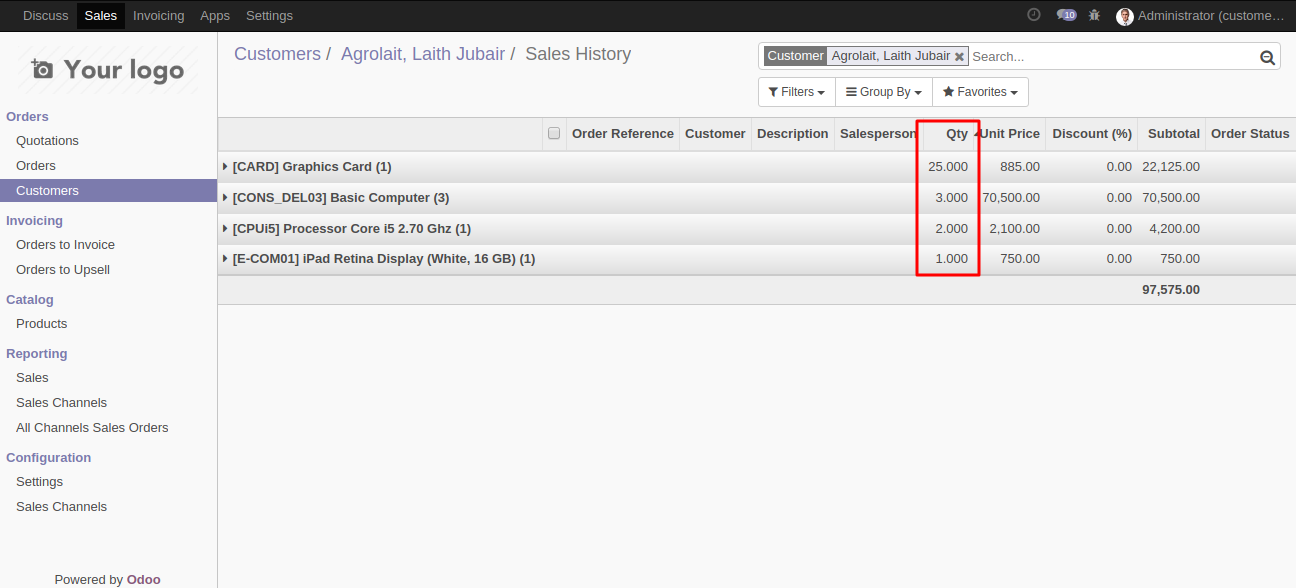 Discuss Sales Invoicing Apps Settings 10 Administrator (custome…
Your logo
Customers / Agrolait, Laith Jubair / Sales History
Customer Agrolait, Laith Jubair Search...
Filters Group By Favorites
Orders
Quotations
Orders
Customers
Invoicing
Orders to Invoice
Orders to Upsell
Catalog
Products
Reporting
Sales
Sales Channels
All Channels Sales Orders
Configuration
Settings
Sales Channels
Powered by Odoo
Order Reference Customer Description Salesperson Qty Unit Price Discount (%) Subtotal Order Status
[CARD] Graphics Card (1) 25.000 885.00 0.00 22,125.00
[CONS_DEL03] Basic Computer (3) 3.000 70,500.00 0.00 70,500.00
[CPUi5] Processor Core i5 2.70 Ghz (1) 2.000 2,100.00 0.00 4,200.00
[E-COM01] iPad Retina Display (White, 16 GB) (1) 1.000 750.00 0.00 750.00
97,575.00